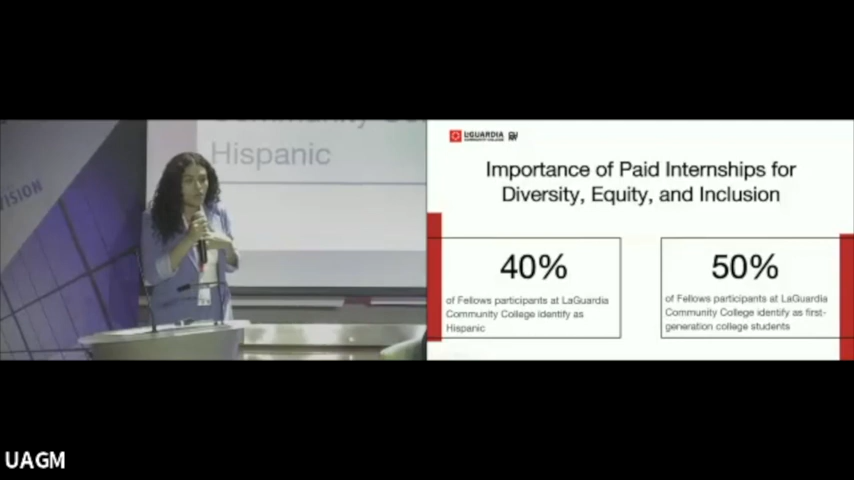 VISION
Hispanic
LAGUARDIA
COMMUNITY COLLEGE
Importance of Paid Internships for
Diversity, Equity, and Inclusion
40%
of Fellows participants at LaGuardia
Community College identify as
Hispanic
50%
of Fellows participants at LaGuardia
Community College identify as first-
generation college students
UAGM